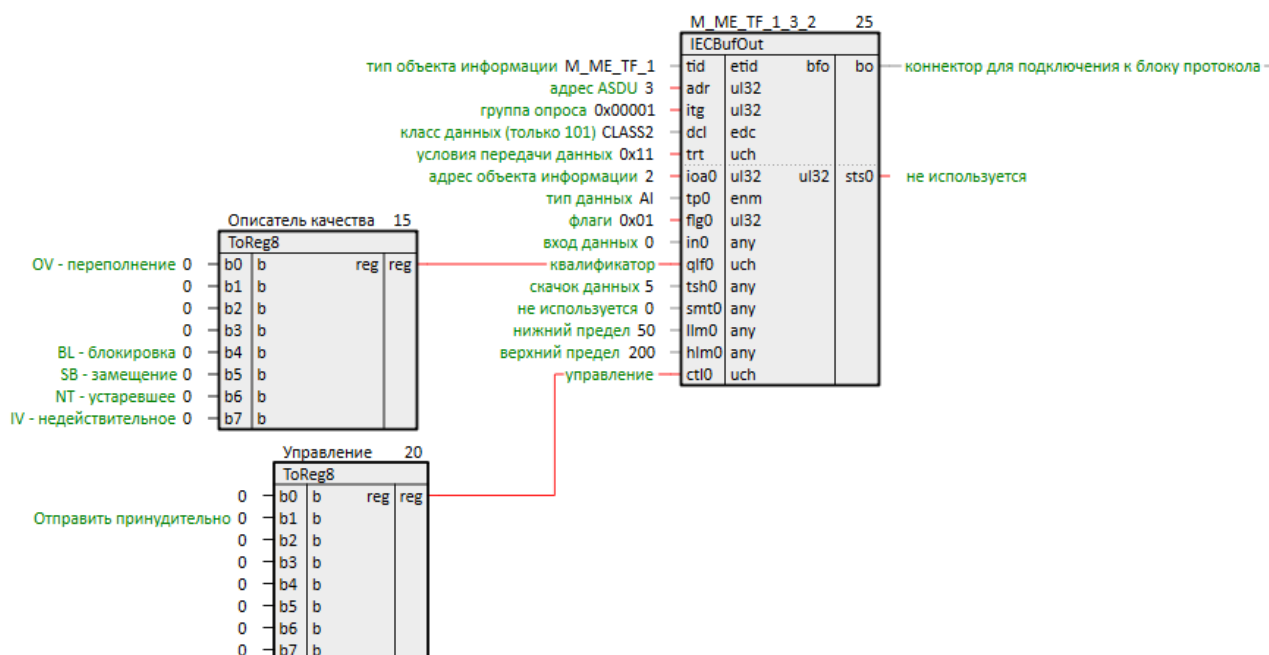 M_ME_TF_1_3_2 25
IECBufOut
тип объекта информации M_ME_TF_1 tid etid bfo bo коннектор для подключения к блоку протокола
адрес ASDU 3 adr ul32
группа опроса 0x00001 itg ul32
класс данных (только 101) CLASS2 dcl edc
условия передачи данных 0x11 trt uch
адрес объекта информации 2 ioa0 ul32 ul32 sts0 не используется
тип данных AI tp0 enm
флаги 0x01 flg0 ul32
вход данных 0 in0 any
квалификатор qlf0 uch
скачок данных 5 tsh0 any
не используется 0 smt0 any
нижний предел 50 llm0 any
верхний предел 200 hlm0 any
управление ctl0 uch
Описатель качества 15
ToReg8
OV - переполнение 0 b0 b reg reg
0 b1 b
0 b2 b
0 b3 b
BL - блокировка 0 b4 b
SB - замещение 0 b5 b
NT - устаревшее 0 b6 b
IV - недействительное 0 b7 b
Управление 20
ToReg8
0 b0 b reg reg
Отправить принудительно 0 b1 b
0 b2 b
0 b3 b
0 b4 b
0 b5 b
0 b6 b
0 b7 b